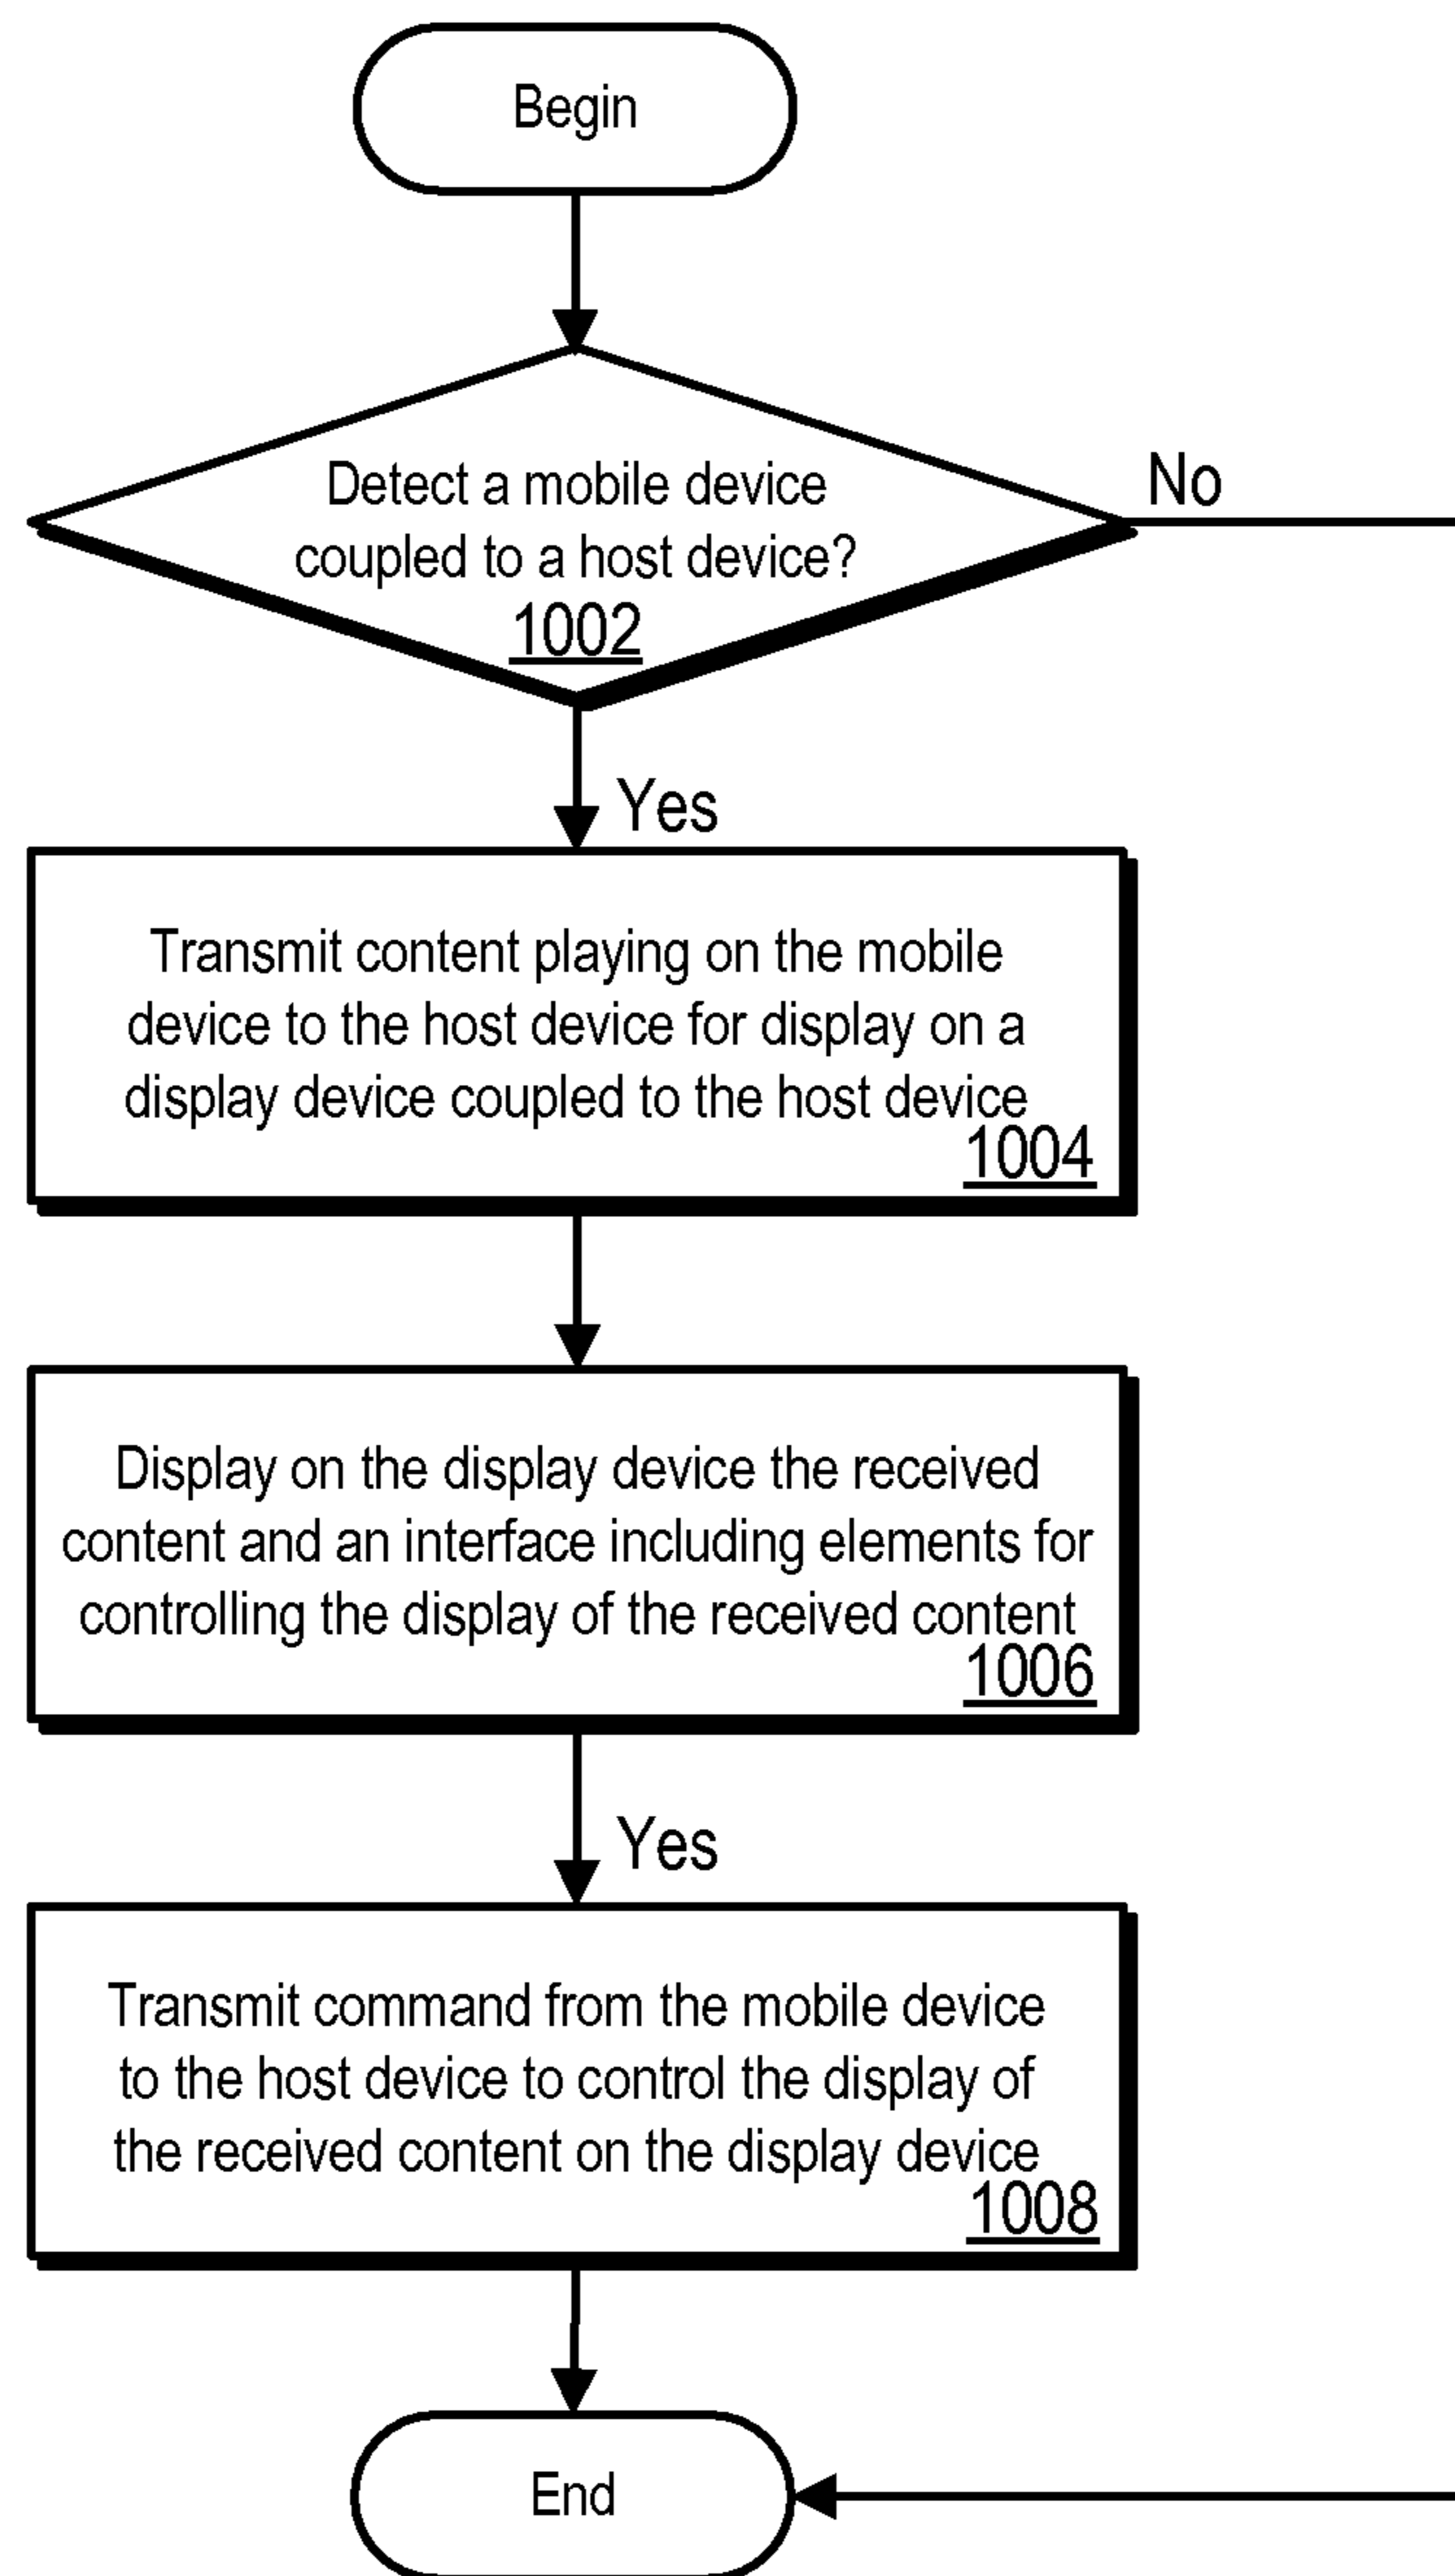 Begin
Detect a mobile device
coupled to a host device?
1002
No
Yes
Transmit content playing on the mobile
device to the host device for display on a
display device coupled to the host device
1004
Display on the display device the received
content and an interface including elements for
controlling the display of the received content
1006
Yes
Transmit command from the mobile device
to the host device to control the display of
the received content on the display device
1008
End